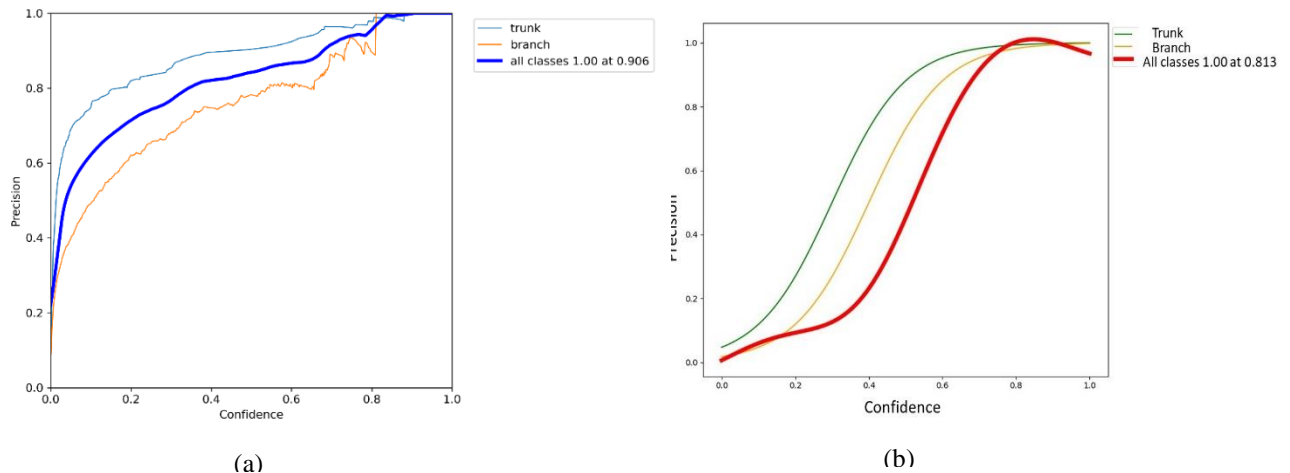 1.0
0.8
0.6
0.4
0.2
0.0
Precision
0.0 0.2 0.4 0.6 0.8 1.0
Confidence
trunk
branch
all classes 1.00 at 0.906
(a)
1.0
0.8
0.6
0.4
0.2
0.0
Precision
0.0 0.2 0.4 0.6 0.8 1.0
Confidence
Trunk
Branch
All classes 1.00 at 0.813
(b)